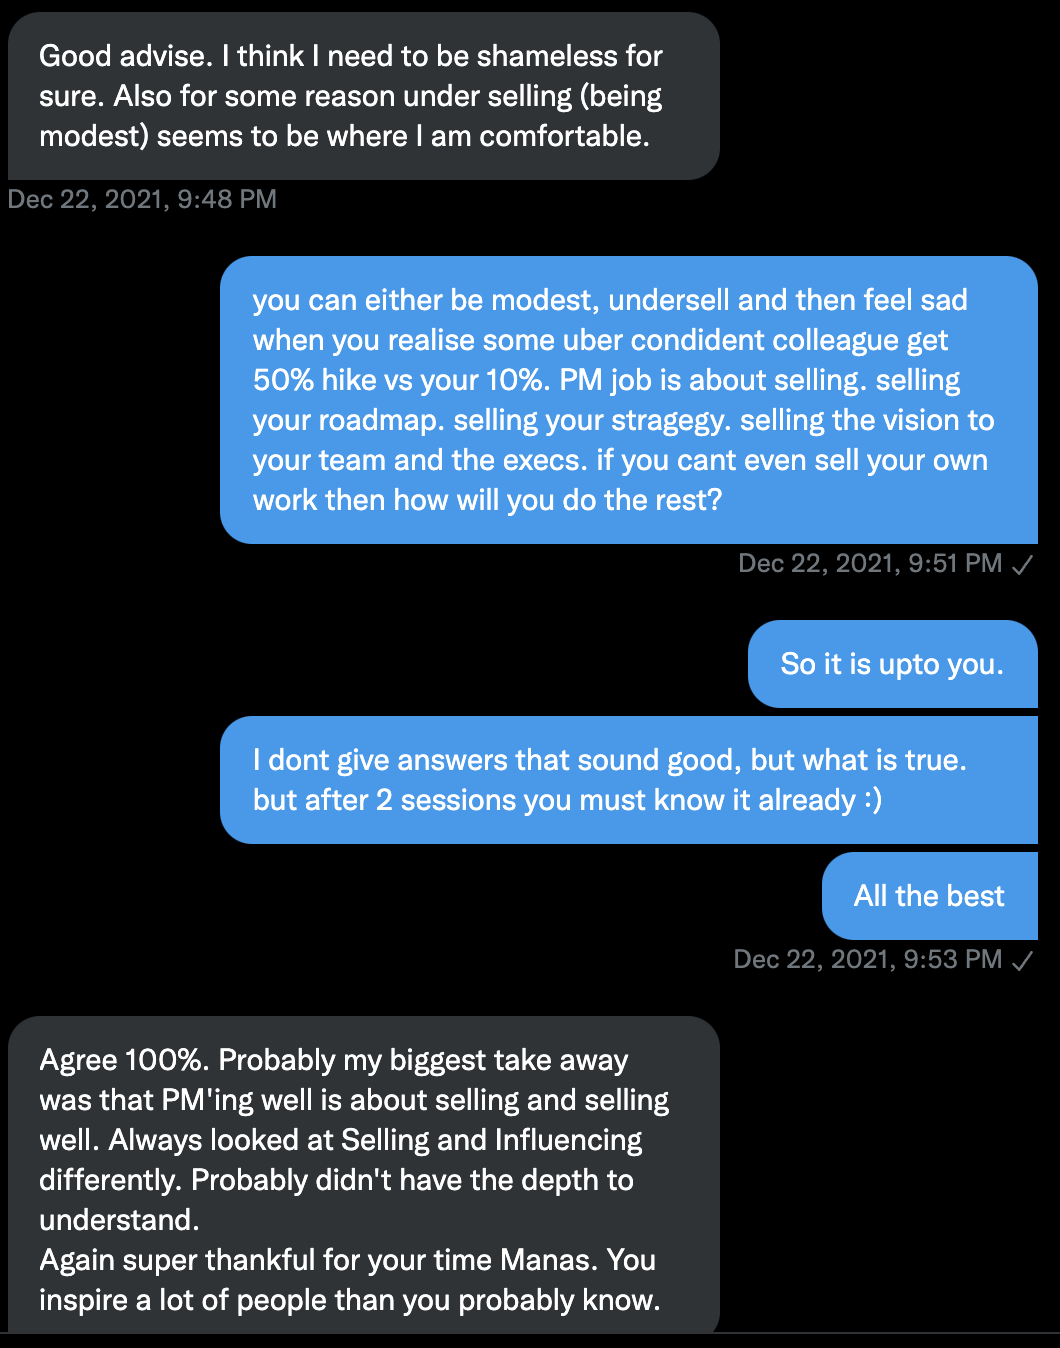 Good advise. I think I need to be shameless for
sure. Also for some reason under selling (being
modest) seems to be where I am comfortable.
Dec 22, 2021, 9:48 PM
you can either be modest, undersell and then feel sad
when you realise some uber condident colleague get
50% hike vs your 10%. PM job is about selling. selling
your roadmap. selling your stragegy. selling the vision to
your team and the execs. if you cant even sell your own
work then how will you do the rest?
Dec 22, 2021, 9:51 PM ✓
So it is upto you.
I dont give answers that sound good, but what is true.
but after 2 sessions you must know it already :)
All the best
Dec 22, 2021, 9:53 PM ✓
Agree 100%. Probably my biggest take away
was that PM'ing well is about selling and selling
well. Always looked at Selling and Influencing
differently. Probably didn't have the depth to
understand.
Again super thankful for your time Manas. You
inspire a lot of people than you probably know.